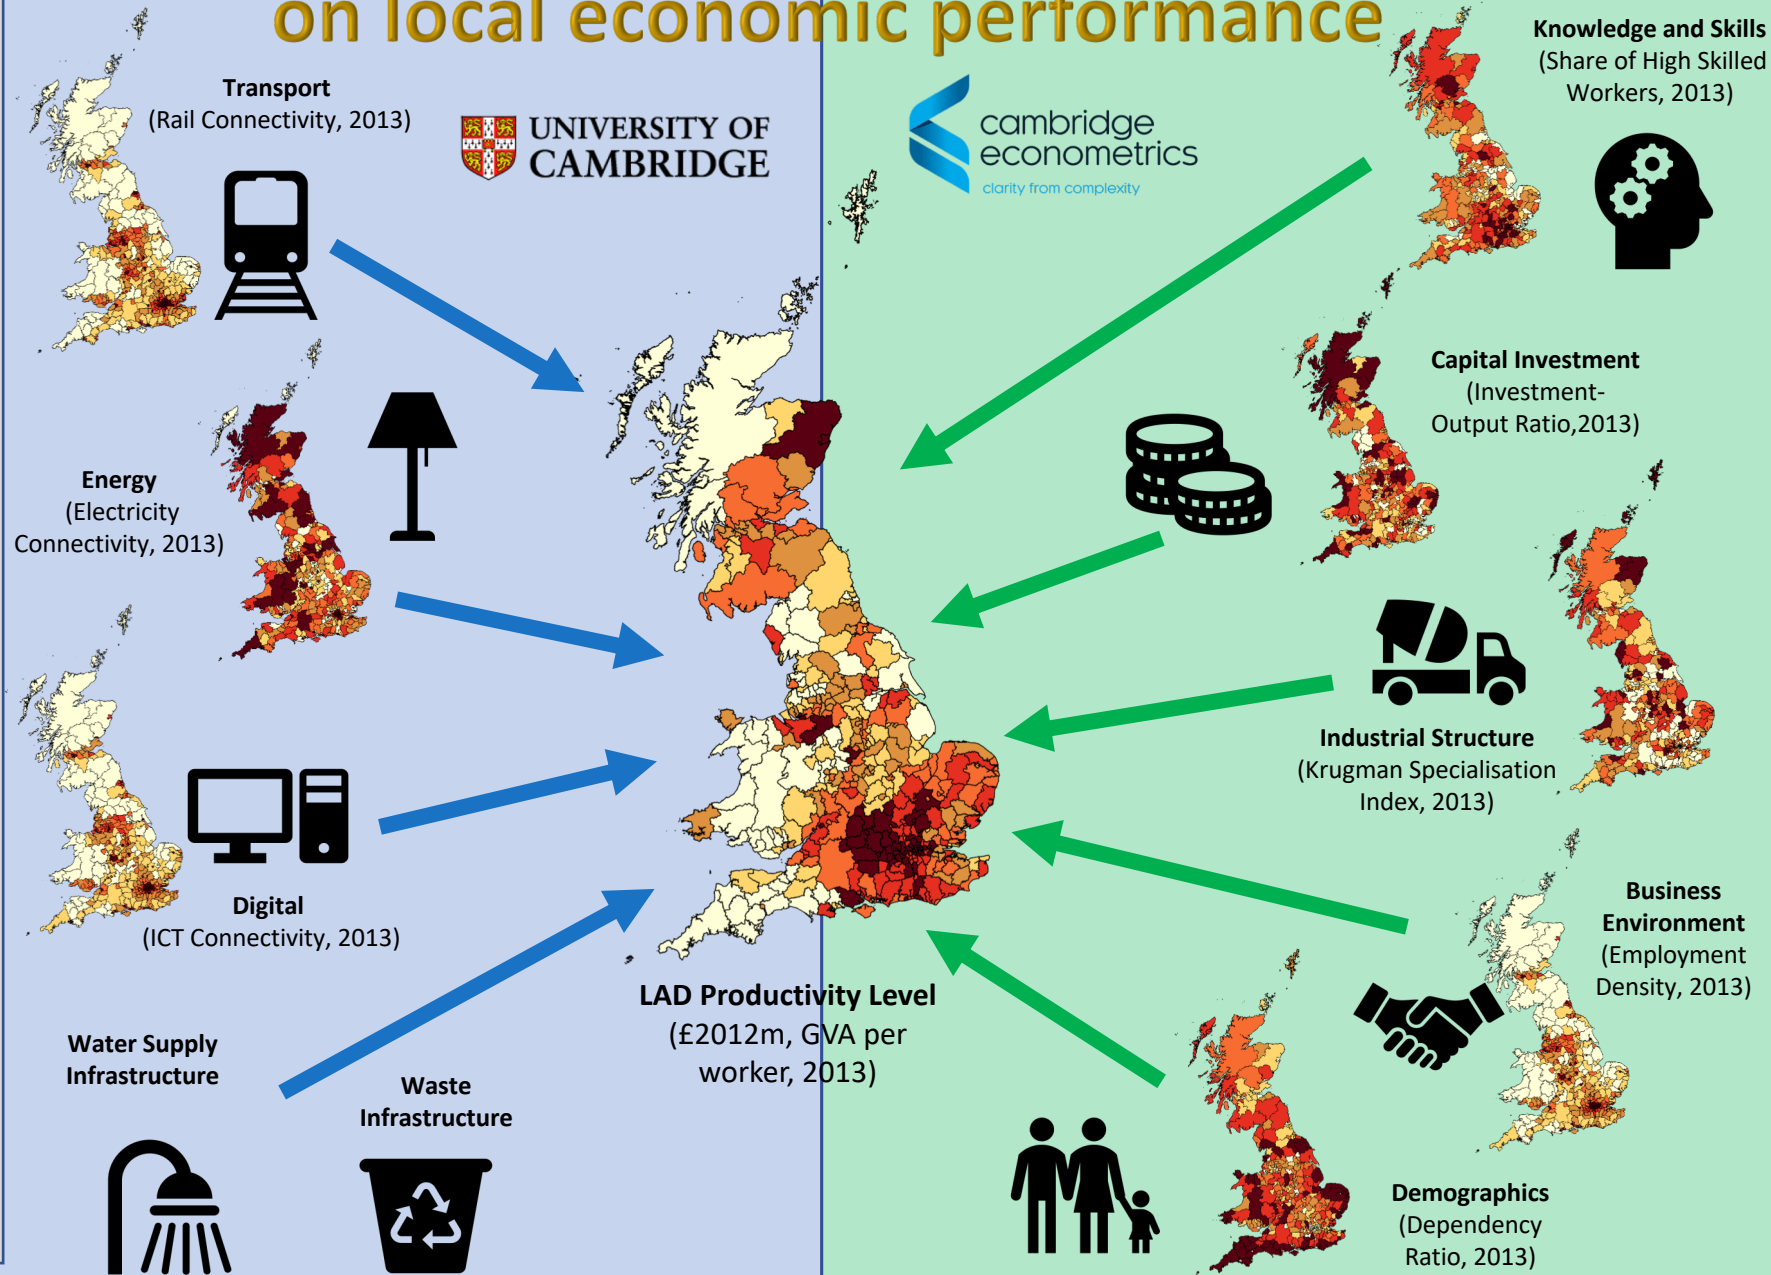 on local economic performance
Transport
(Rail Connectivity, 2013)
UNIVERSITY OF
CAMBRIDGE
cambridge
econometrics
clarity from complexity
Knowledge and Skills
(Share of High Skilled
Workers, 2013)
Capital Investment
(Investment-
Output Ratio,2013)
Energy
(Electricity
Connectivity, 2013)
Industrial Structure
(Krugman Specialisation
Index, 2013)
Digital
(ICT Connectivity, 2013)
Business
Environment
(Employment
Density, 2013)
LAD Productivity Level
(£2012m, GVA per
worker, 2013)
Water Supply
Infrastructure
Waste
Infrastructure
Demographics
(Dependency
Ratio, 2013)